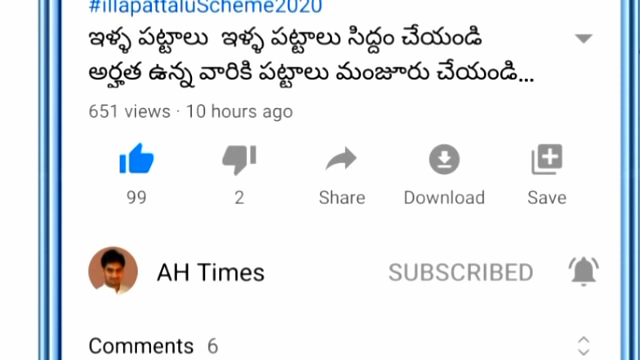 #illapattaluScheme2020
ఇళ్ళ పట్టాలు ఇళ్ళ పట్టాలు సిద్దం చేయండి
అర్హత ఉన్న వారికి పట్టాలు మంజూరు చేయండి...
651 views · 10 hours ago
99 2 Share Download Save
AH Times SUBSCRIBED
Comments 6